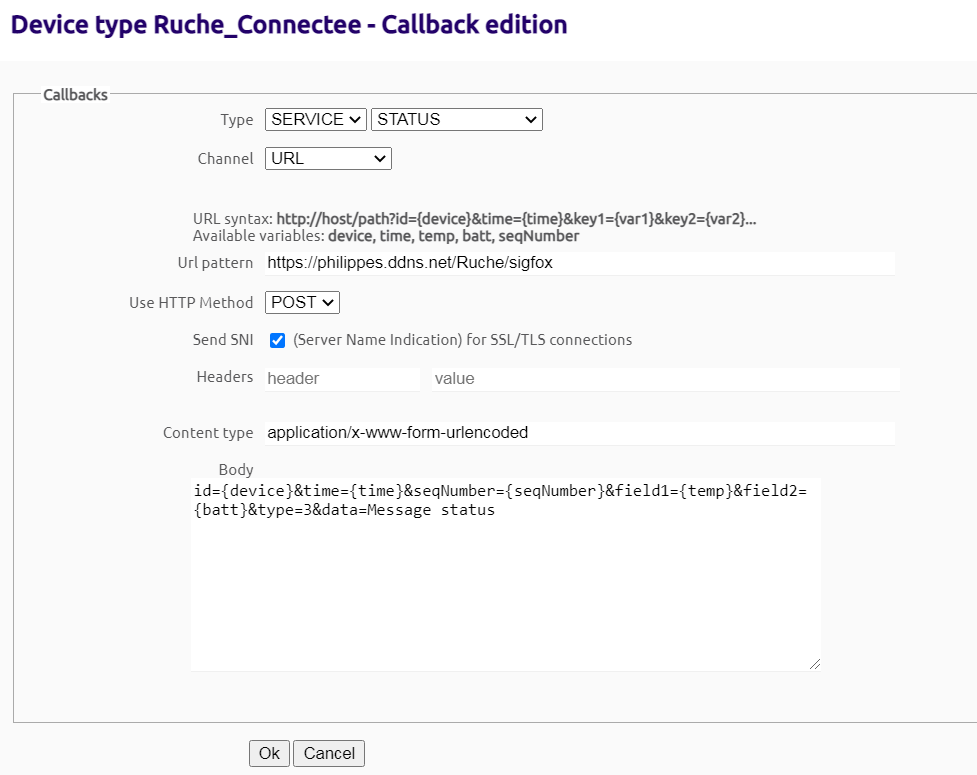 Device type Ruche_Connectee - Callback edition
Callbacks
Type SERVICE STATUS
Channel URL
URL syntax: http://host/path?id={device}&time={time}&key1={var1}&key2={var2}...
Available variables: device, time, temp, batt, seqNumber
Url pattern https://philippes.ddns.net/Ruche/sigfox
Use HTTP Method POST
Send SNI (Server Name Indication) for SSL/TLS connections
Headers header value
Content type application/x-www-form-urlencoded
Body
id={device}&time={time}&seqNumber={seqNumber}&field1={temp}&field2=
{batt}&type=3&data=Message status
Ok Cancel